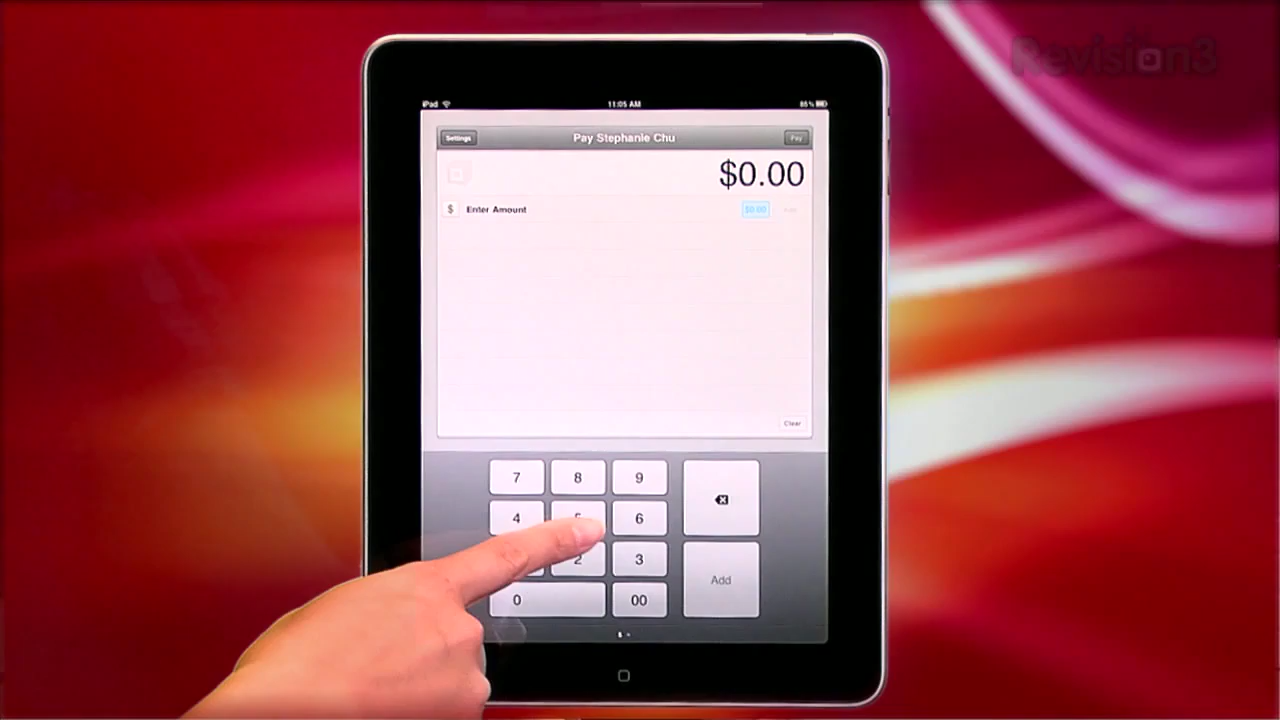 Revision3
iPad 11:05 AM 85%
Settings Pay Stephanie Chu Pay
$0.00
$ Enter Amount $0.00
Clear
7 8 9
4 5 6
2 3
Add
0 00